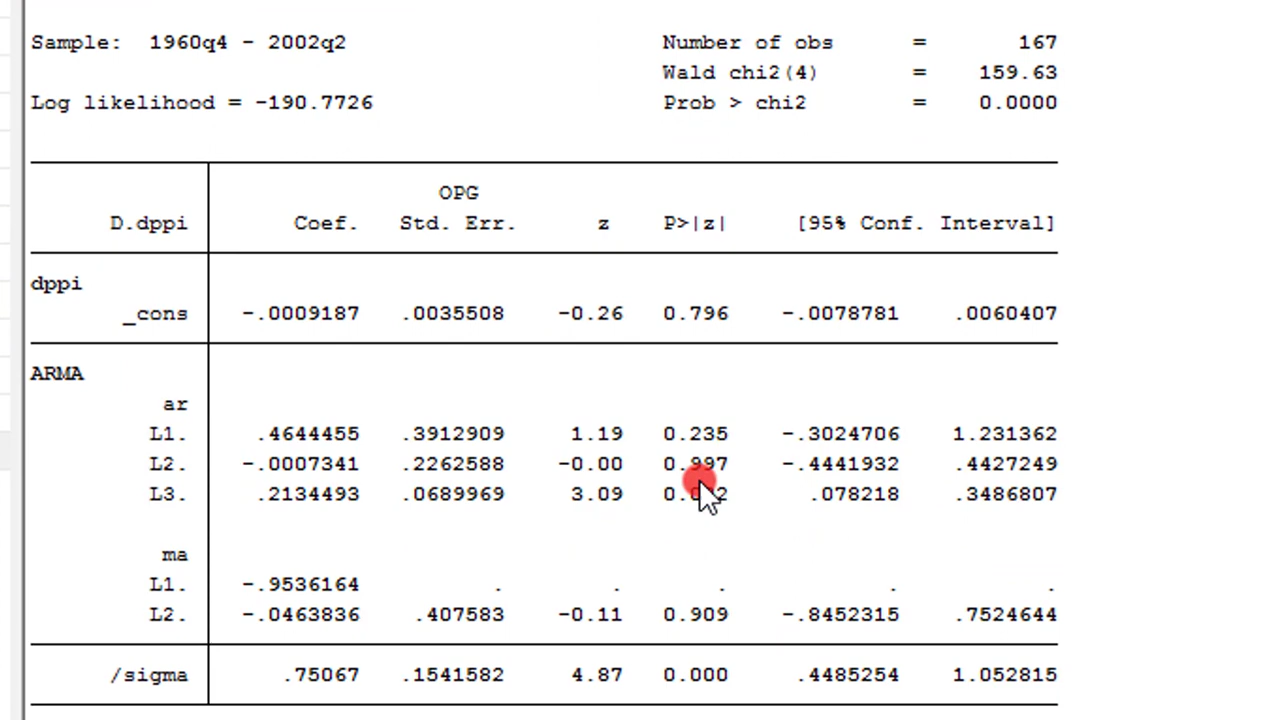 Sample: 1960q4 - 2002q2 Number of obs = 167
Wald chi2(4) = 159.63
Log likelihood = -190.7726 Prob > chi2 = 0.0000
OPG
D.dppi Coef. Std. Err. z P>|z| [95% Conf. Interval]
dppi
_cons -.0009187 .0035508 -0.26 0.796 -.0078781 .0060407
ARMA
ar
L1. .4644455 .3912909 1.19 0.235 -.3024706 1.231362
L2. -.0007341 .2262588 -0.00 0.997 -.4441932 .4427249
L3. .2134493 .0689969 3.09 .078218 .3486807
ma
L1. -.9536164 . . . . .
L2. -.0463836 .407583 -0.11 0.909 -.8452315 .7524644
/sigma .75067 .1541582 4.87 0.000 .4485254 1.052815